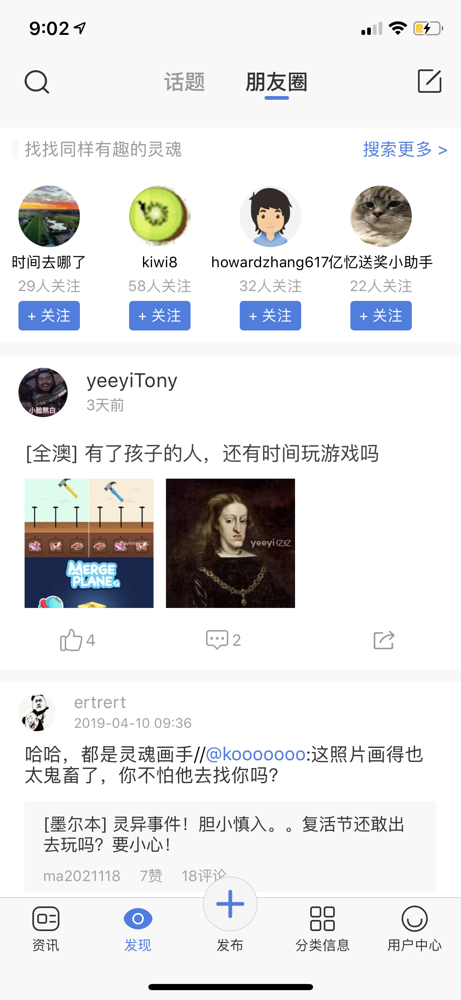 9:02
话题 朋友圈
找找同样有趣的灵魂 搜索更多 >
时间去哪了 kiwi8 howardzhang617 亿忆送奖小助手
29人关注 58人关注 32人关注 22人关注
+ 关注 + 关注 + 关注 + 关注
yeeyiTony
3天前
小脸煞白
[全澳] 有了孩子的人，还有时间玩游戏吗
yeeyi亿忆 yeeyi亿忆
MERGE
PLANE
4 2
ertrert
2019-04-10 09:36
哈哈，都是灵魂画手//@kooooooo:这照片画得也
太鬼畜了，你不怕他去找你吗?
[墨尔本] 灵异事件！胆小慎入。。复活节还敢出
去玩吗？要小心！
ma2021118 7赞 18评论
资讯 发现 发布 分类信息 用户中心